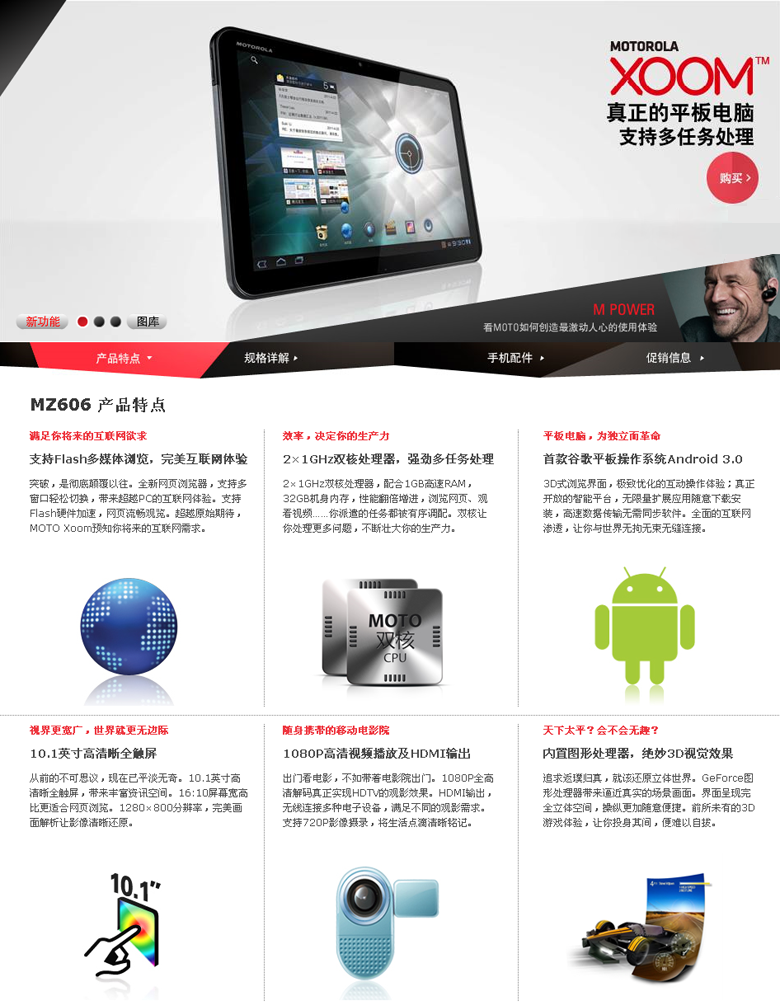 MOTOROLA
MOTOROLA
XOOM™
真正的平板电脑
支持多任务处理
购买
M POWER
看MOTO如何创造最激动人心的使用体验
新功能
图库
产品特点
规格详解
手机配件
促销信息
MZ606 产品特点
满足你将来的互联网欲求
支持Flash多媒体浏览，完美互联网体验
突破，是彻底颠覆以往。全新网页浏览器，支持多
窗口轻松切换，带来超越PC的互联网体验。支持
Flash硬件加速，网页流畅观览。超越原始期待，
MOTO Xoom预知你将来的互联网需求。
效率，决定你的生产力
2×1GHz双核处理器，强劲多任务处理
2×1GHz双核处理器，配合1GB高速RAM，
32GB机身内存，性能翻倍增进，浏览网页、观
看视频……你派遣的任务都被有序调配。双核让
你处理更多问题，不断壮大你的生产力。
平板电脑，为独立而革命
首款谷歌平板操作系统Android 3.0
3D式浏览界面，极致优化的互动操作体验；真正
开放的智能平台，无限量扩展应用随意下载安
装，高速数据传输无需同步软件。全面的互联网
渗透，让你与世界无拘无束无缝连接。
MOTO
双核
CPU
视界更宽广，世界就更无边际
10.1英寸高清晰全触屏
从前的不可思议，现在已平淡无奇。10.1英寸高
清晰全触屏，带来丰富资讯空间。16:10屏幕宽高
比更适合网页浏览。1280×800分辨率，完美画
面解析让影像清晰还原。
随身携带的移动电影院
1080P高清视频播放及HDMI输出
出门看电影，不如带着电影院出门。1080P全高
清解码真正实现HDTV的观影效果。HDMI输出，
无线连接多种电子设备，满足不同的观影需求。
支持720P影像摄录，将生活点滴清晰铭记。
天下太平？会不会无趣？
内置图形处理器，绝妙3D视觉效果
追求返璞归真，就该还原立体世界。GeForce图
形处理器带来逼近真实的场景画面。界面呈现完
全立体空间，操纵更加随意便捷。前所未有的3D
游戏体验，让你投身其间，便难以自拔。
10.1"